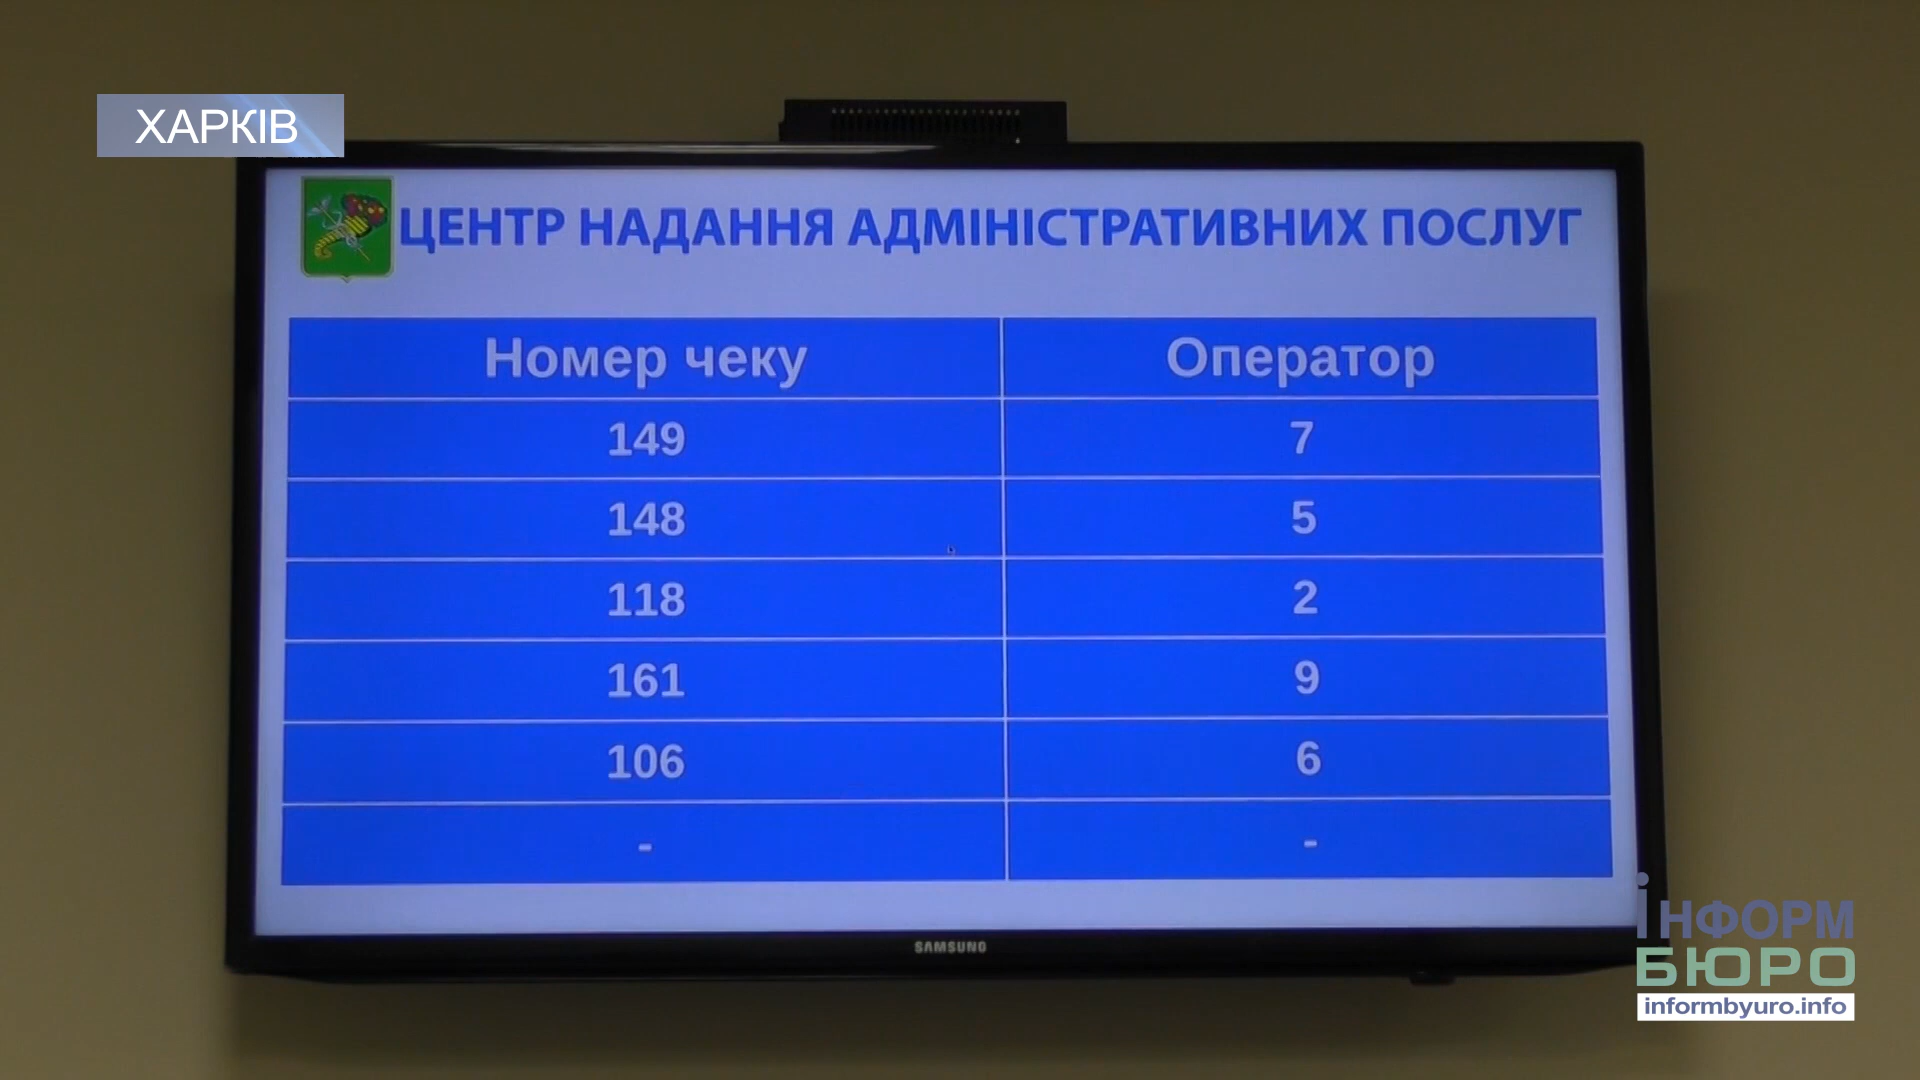 ХАРКІВ
ЦЕНТР НАДАННЯ АДМІНІСТРАТИВНИХ ПОСЛУГ
Номер чеку Оператор
149 7
148 5
118 2
161 9
106 6
- -
SAMSUNG
ІНФОРМ
БЮРО
informbyuro.info